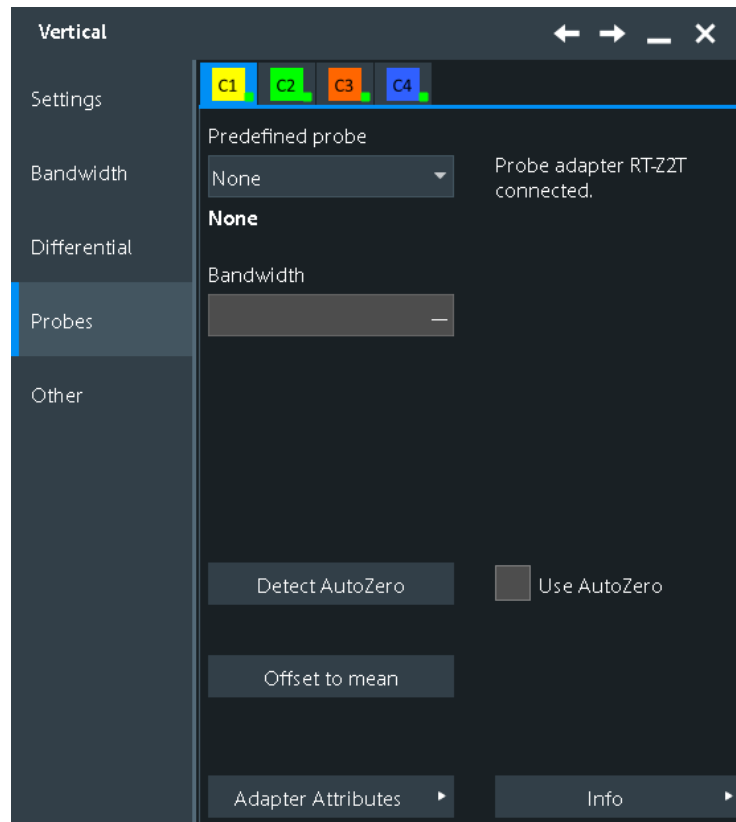 Vertical
Settings
Bandwidth
Differential
Probes
Other
C1 C2 C3 C4
Predefined probe
None
Probe adapter RT-Z2T
connected.
None
Bandwidth
Detect AutoZero
Use AutoZero
Offset to mean
Adapter Attributes
Info